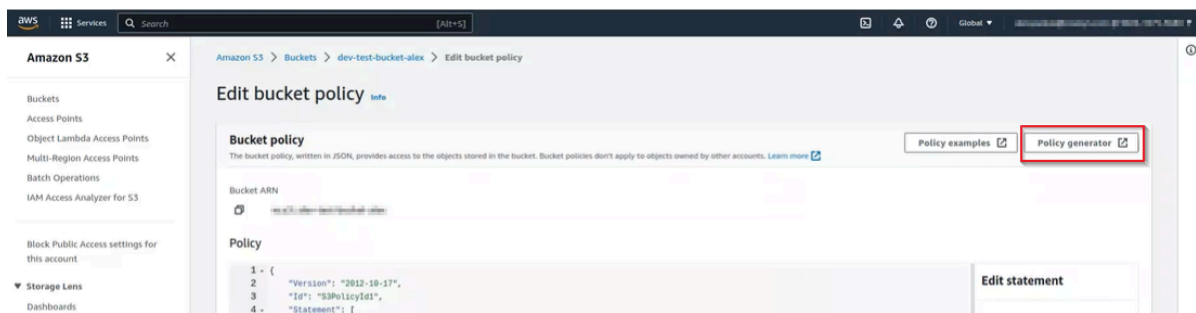 aws Services Search [Alt+S] Global
Amazon S3
Buckets
Access Points
Object Lambda Access Points
Multi-Region Access Points
Batch Operations
IAM Access Analyzer for S3
Block Public Access settings for
this account
Storage Lens
Dashboards
Amazon S3 > Buckets > dev-test-bucket-alex > Edit bucket policy
Edit bucket policy Info
Bucket policy
The bucket policy, written in JSON, provides access to the objects stored in the bucket. Bucket policies don't apply to objects owned by other accounts. Learn more
Policy examples Policy generator
Bucket ARN
Policy
1 {
2 "Version": "2012-10-17",
3 "Id": "S3PolicyId1",
4 "Statement": [
Edit statement